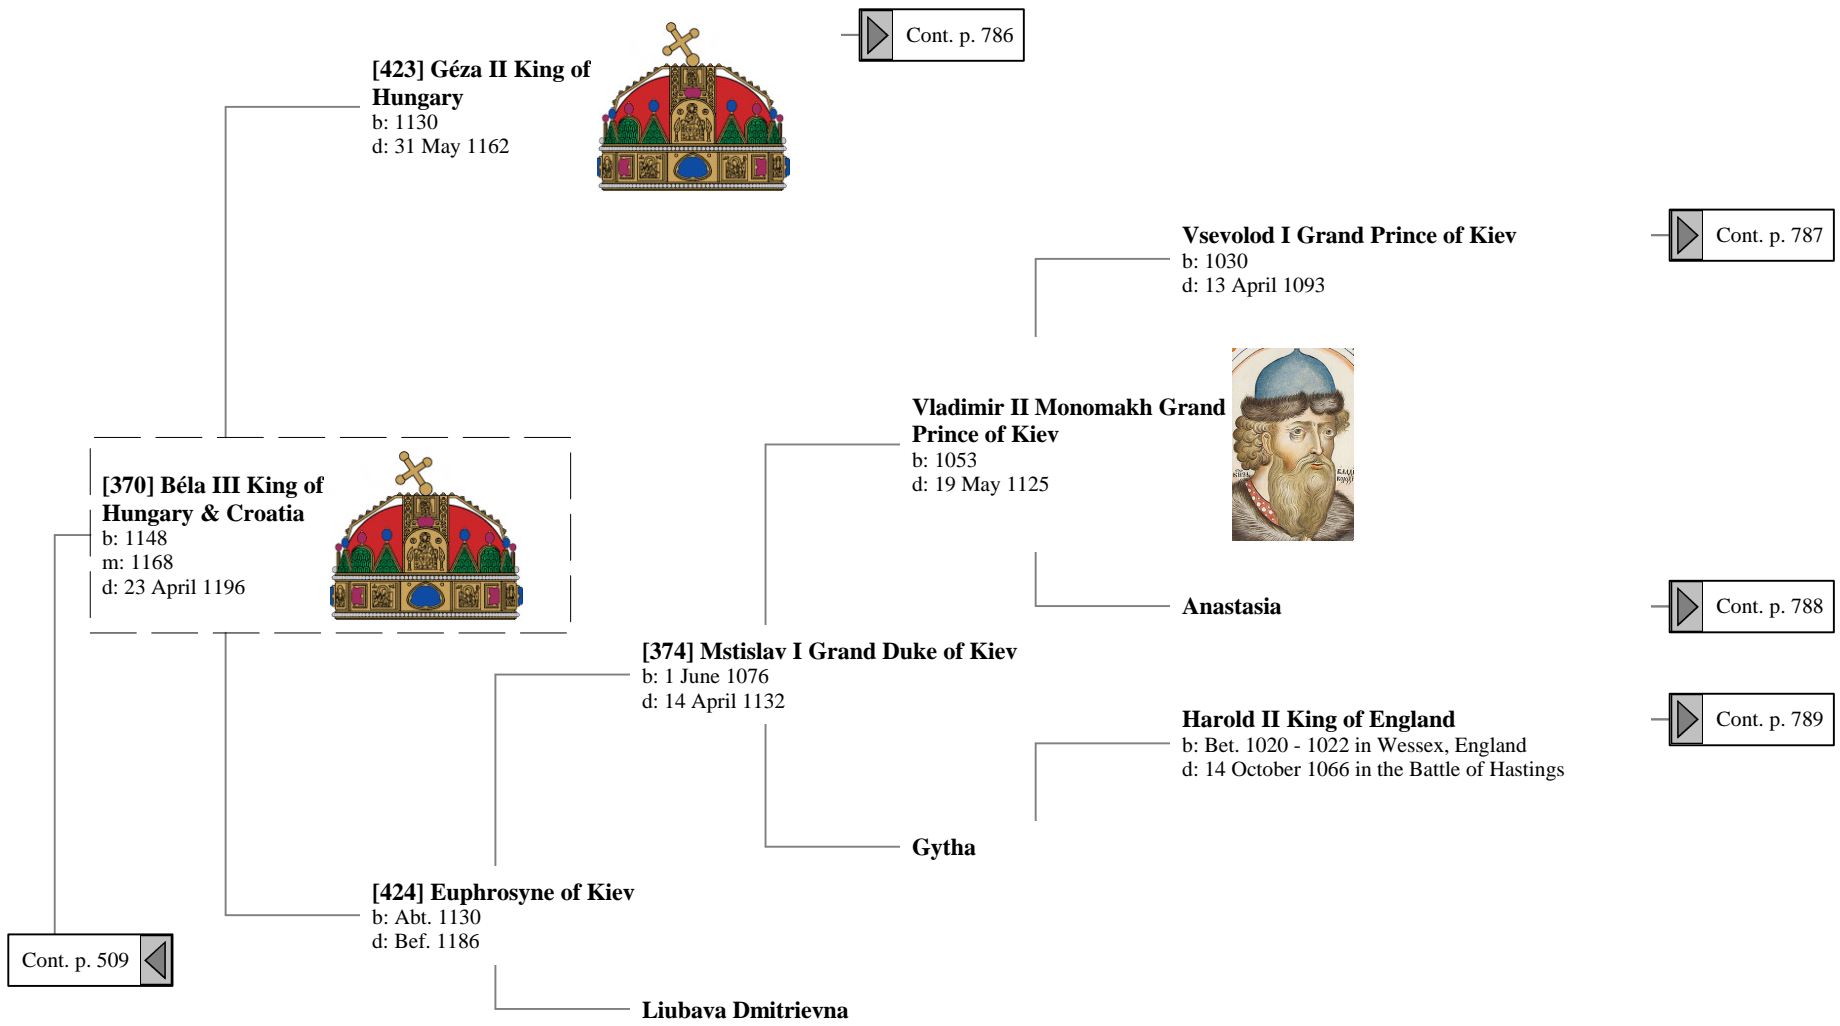 Cont. p. 786
[423] Géza II King of
Hungary
b: 1130
d: 31 May 1162
Vsevolod I Grand Prince of Kiev
b: 1030
d: 13 April 1093
Cont. p. 787
Vladimir II Monomakh Grand
Prince of Kiev
b: 1053
d: 19 May 1125
[370] Béla III King of
Hungary & Croatia
b: 1148
m: 1168
d: 23 April 1196
Anastasia
Cont. p. 788
[374] Mstislav I Grand Duke of Kiev
b: 1 June 1076
d: 14 April 1132
Harold II King of England
b: Bet. 1020 - 1022 in Wessex, England
d: 14 October 1066 in the Battle of Hastings
Cont. p. 789
Gytha
[424] Euphrosyne of Kiev
b: Abt. 1130
d: Bef. 1186
Cont. p. 509
Liubava Dmitrievna